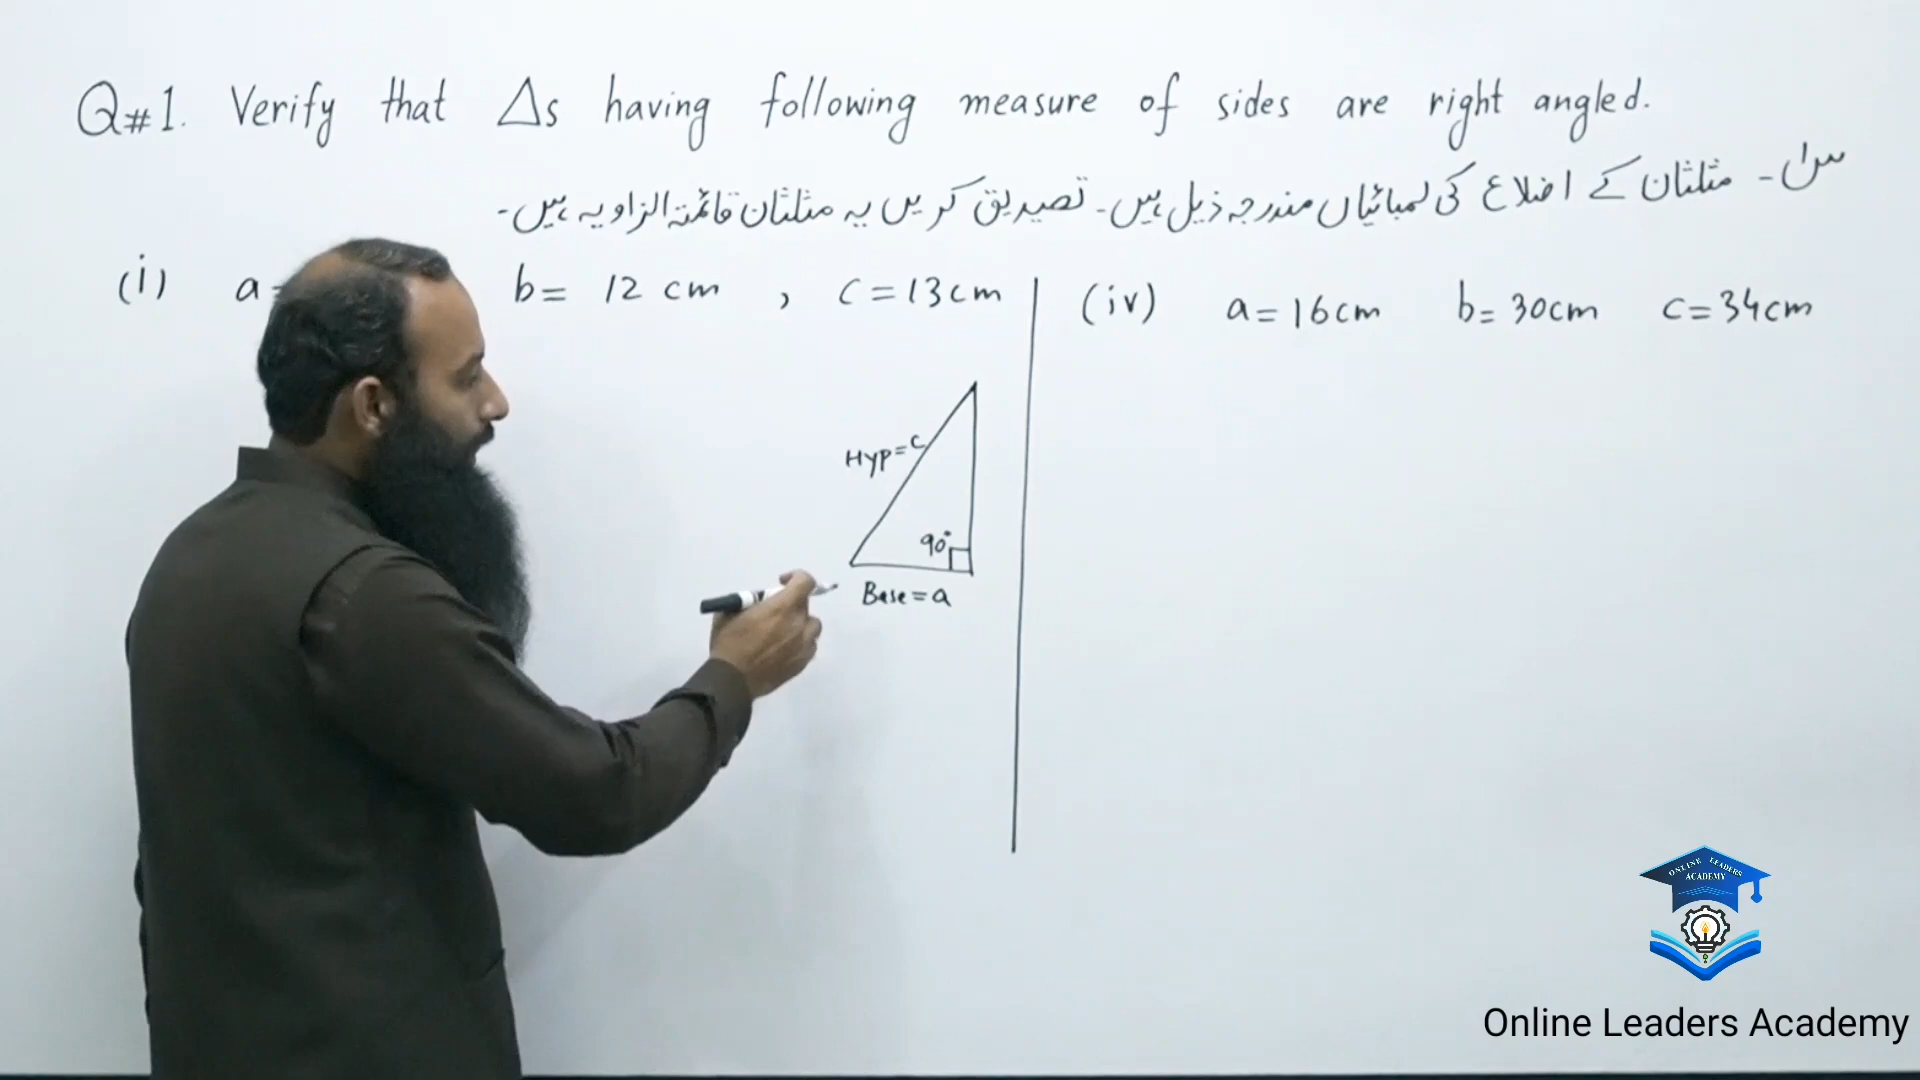 Q#1. Verify that Δs having following measure of sides are right angled.
مثلثان کے اضلاع کی لمبائیاں مندرجہ ذیل ہیں۔ تصدیق کریں یہ مثلثان قائمۃ الزاویہ ہیں۔
(i) a= b= 12 cm , c=13cm
(iv) a=16cm b=30cm c=34cm
Hyp=c
90°
Base=a
ONLINE LEADERS
ACADEMY
Online Leaders Academy